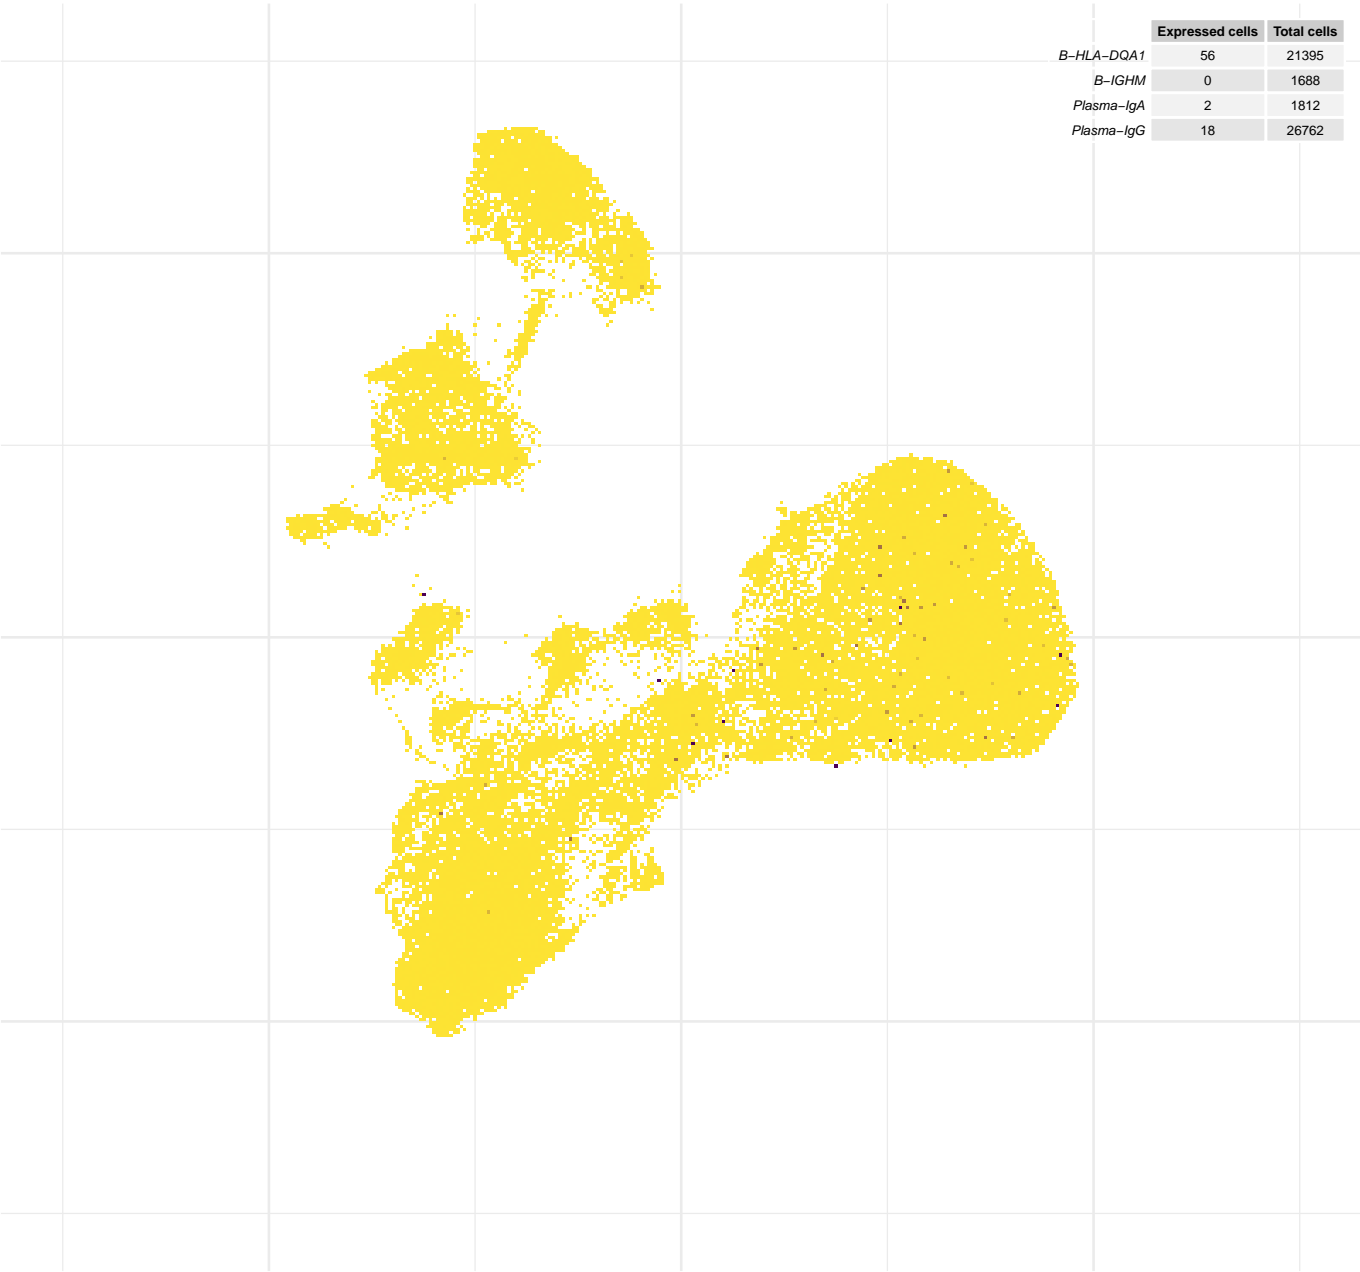 Expressed cells Total cells
B−HLA−DQA1 56 21395
B−IGHM 0 1688
Plasma−IgA 2 1812
Plasma−IgG 18 26762